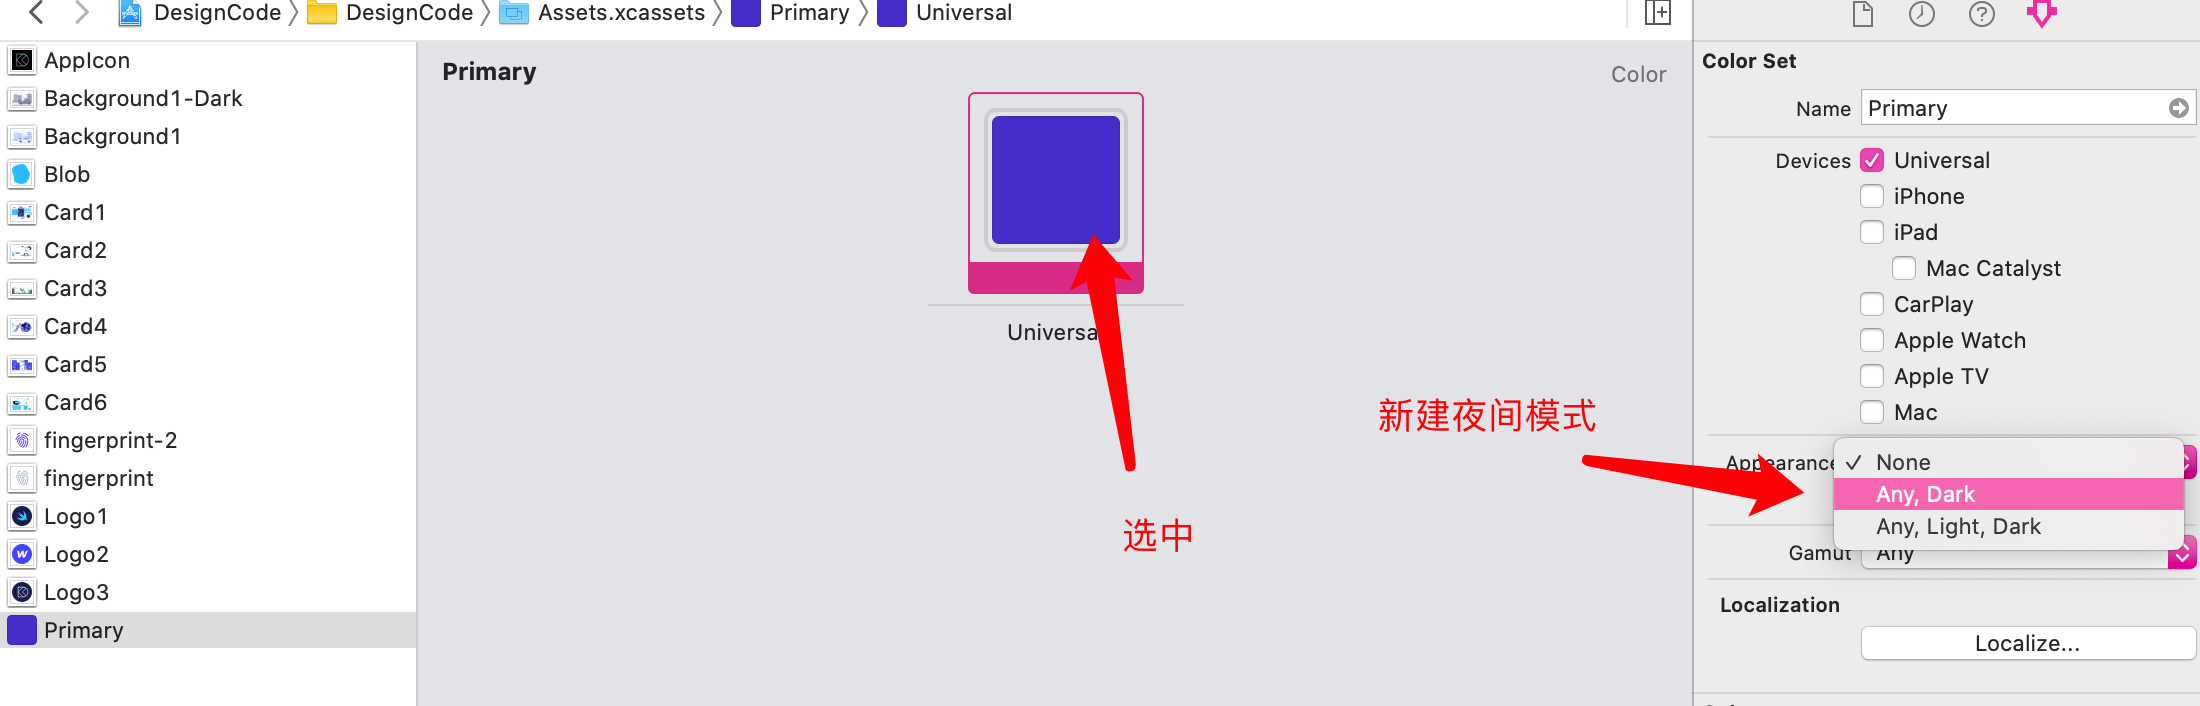 DesignCode DesignCode Assets.xcassets Primary Universal
AppIcon
Background1-Dark
Background1
Blob
Card1
Card2
Card3
Card4
Card5
Card6
fingerprint-2
fingerprint
Logo1
Logo2
Logo3
Primary
Primary
Color
Universa
选中
新建夜间模式
Color Set
Name Primary
Devices Universal
iPhone
iPad
Mac Catalyst
CarPlay
Apple Watch
Apple TV
Mac
Appearance None
Any, Dark
Any, Light, Dark
Gamut Any
Localization
Localize...